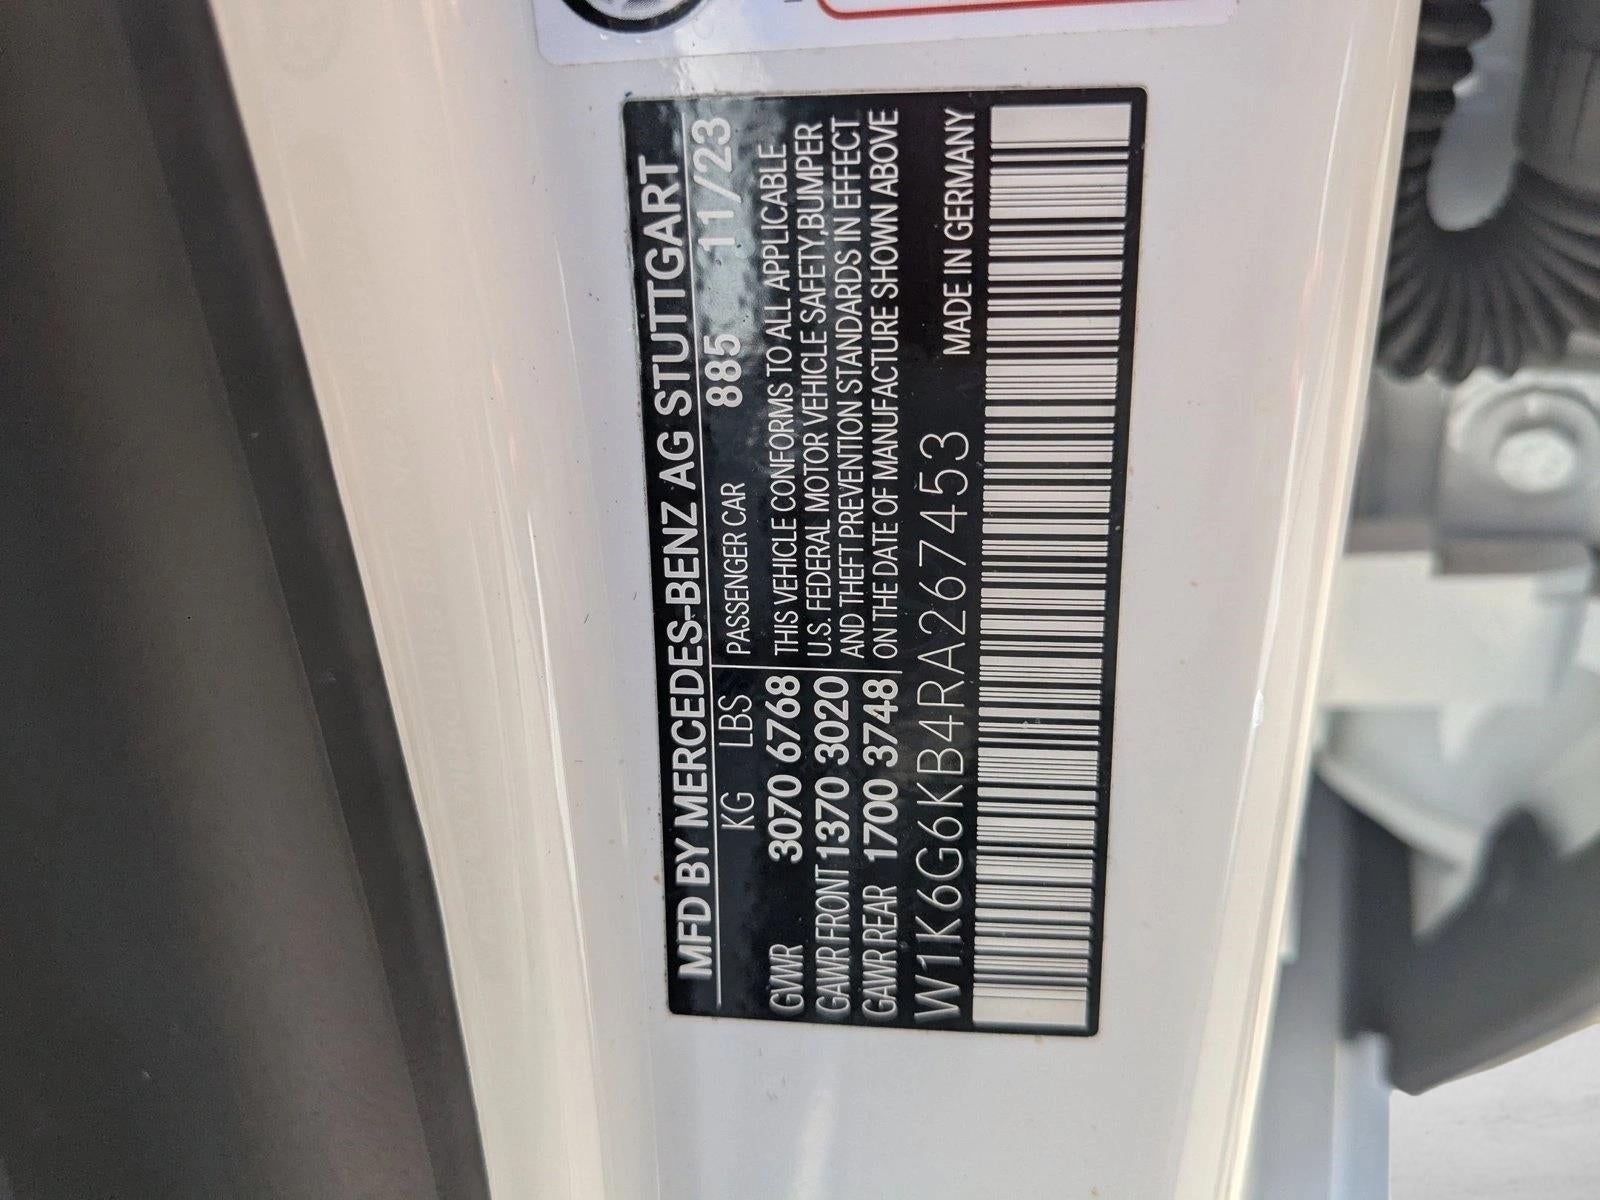 MFD BY MERCEDES-BENZ AG STUTTGART
KG LBS PASSENGER CAR 885 11/23
GVWR 3070 6768 THIS VEHICLE CONFORMS TO ALL APPLICABLE
GAWR FRONT 1370 3020 U.S. FEDERAL MOTOR VEHICLE SAFETY,BUMPER
AND THEFT PREVENTION STANDARDS IN EFFECT
GAWR REAR 1700 3748 ON THE DATE OF MANUFACTURE SHOWN ABOVE
W1K6G6KB4RA267453 MADE IN GERMANY